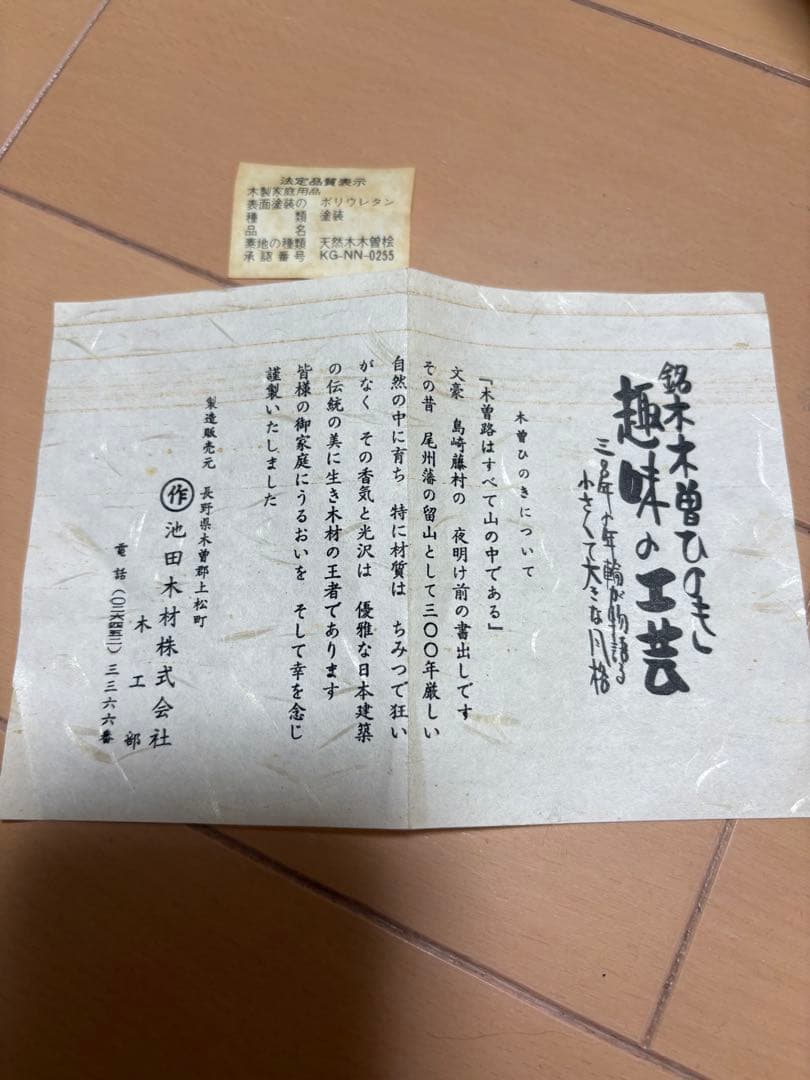 法定品質表示
木製家庭用品
表面塗装の ポリウレタン
種類 塗装
品名
素地の種類 天然木木曽桧
承認番号 KG-NN-0255
銘木木曽ひのき
趣味の工芸
三百年の年輪が物語る
小さくて大きな風格
木曽ひのきについて
「木曽路はすべて山の中である」
文豪 島崎藤村の 夜明け前の書出しです
その昔 尾州藩の留山として三〇〇年厳しい
自然の中に育ち 特に材質は ちみつで狂い
がなく その香気と光沢は 優雅な日本建築
の伝統の美に生き木材の王者であります
皆様の御家庭にうるおいを そして幸を念じ
謹製いたしました
製造販売元 長野県木曽郡上松町
作 池田木材株式会社
木工部
電話(〇二六四五二)三三六六番